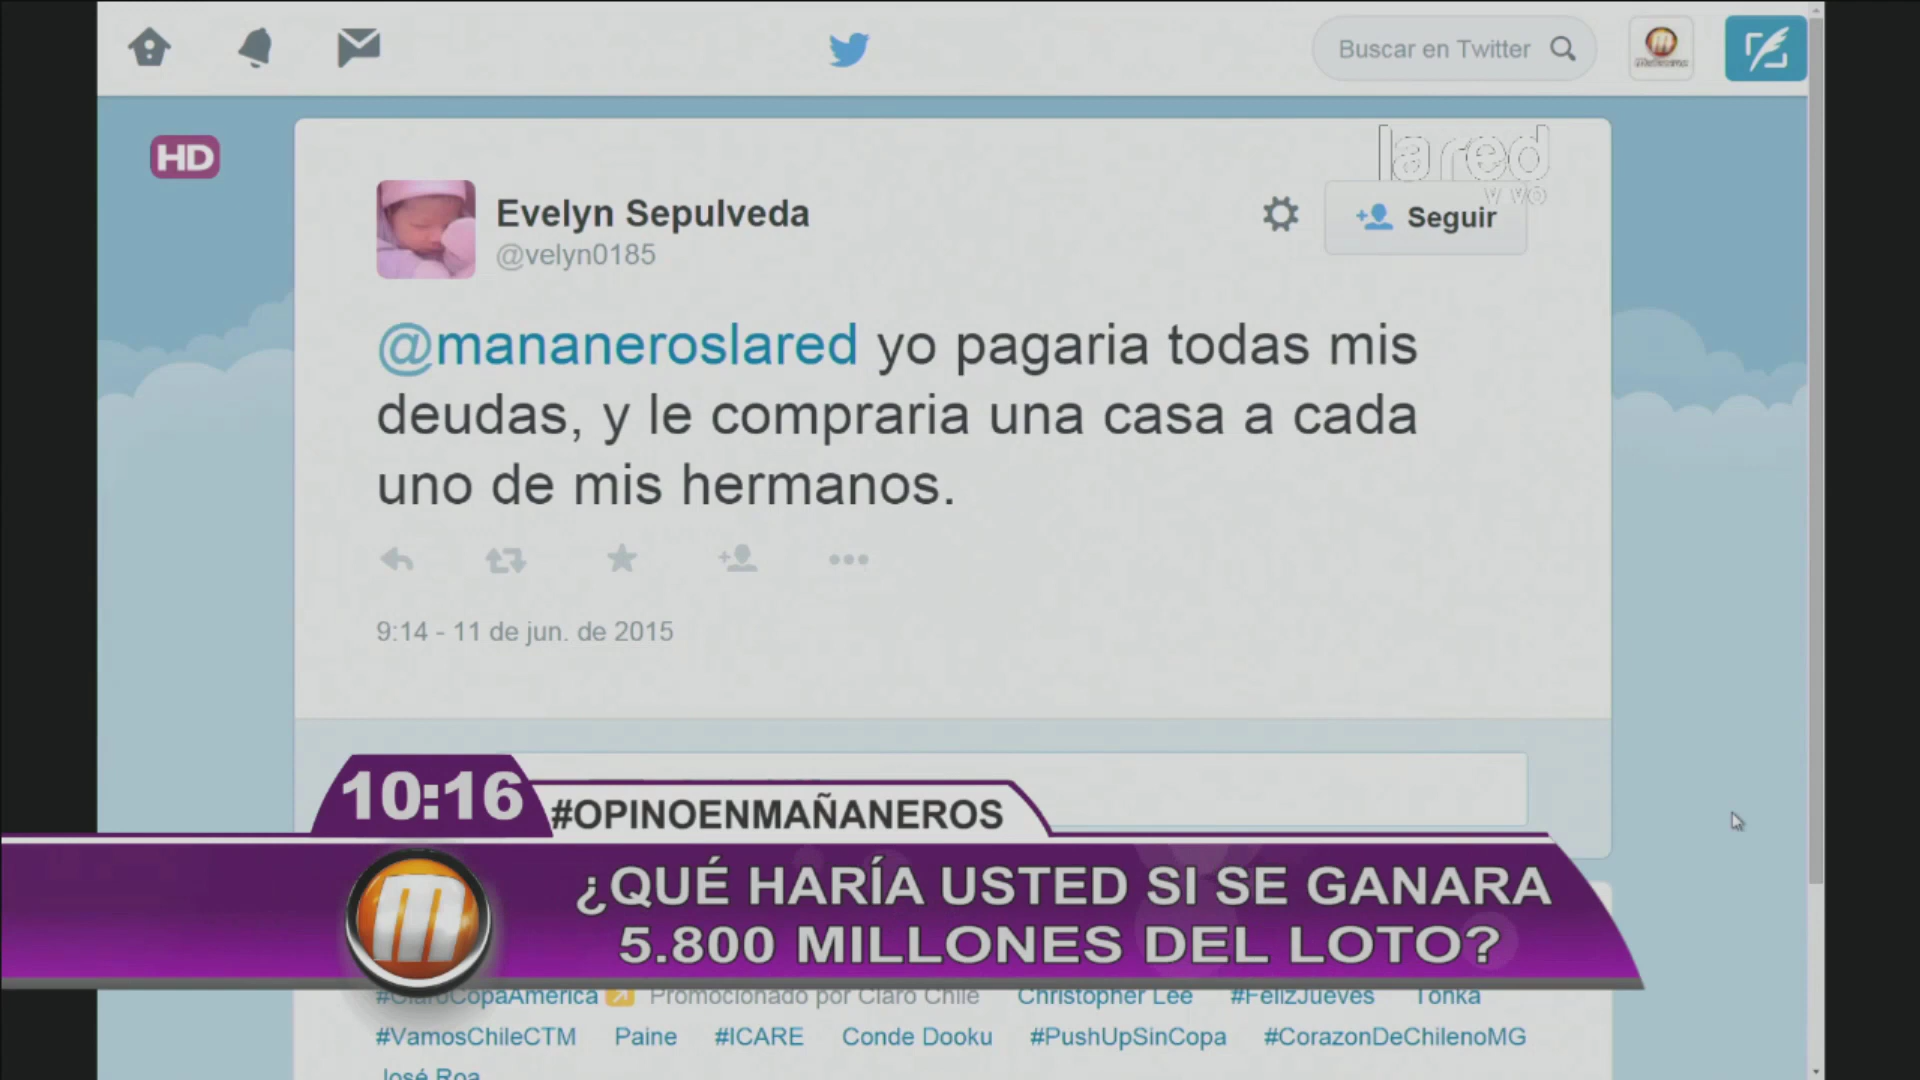 Buscar en Twitter
HD
lared
vivo
Evelyn Sepulveda
@velyn0185
Seguir
@mananeroslared yo pagaria todas mis
deudas, y le compraria una casa a cada
uno de mis hermanos.
9:14 - 11 de jun. de 2015
10:16
#OPINOENMAÑANEROS
¿QUÉ HARÍA USTED SI SE GANARA
5.800 MILLONES DEL LOTO?
#ClaroCopaAmerica Promocionado por Claro Chile Christopher Lee #FelizJueves Tonka
#VamosChileCTM Paine #ICARE Conde Dooku #PushUpSinCopa #CorazonDeChilenoMG
José Roa